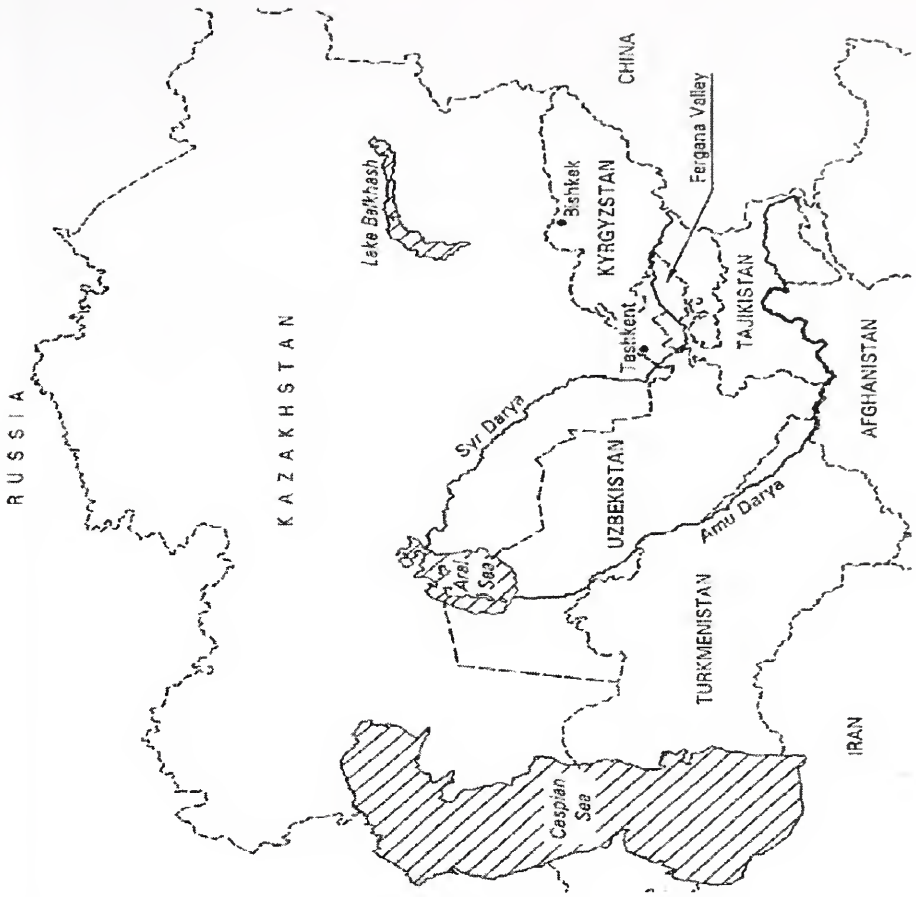 RUSSIA
KAZAKHSTAN
Lake Balkhash
CHINA
Fergana Valley
Bishkek
KYRGYZSTAN
Tashkent
Syr Darya
Aral
Sea
UZBEKISTAN
TAJIKISTAN
Amu Darya
AFGHANISTAN
TURKMENISTAN
Caspian
Sea
IRAN